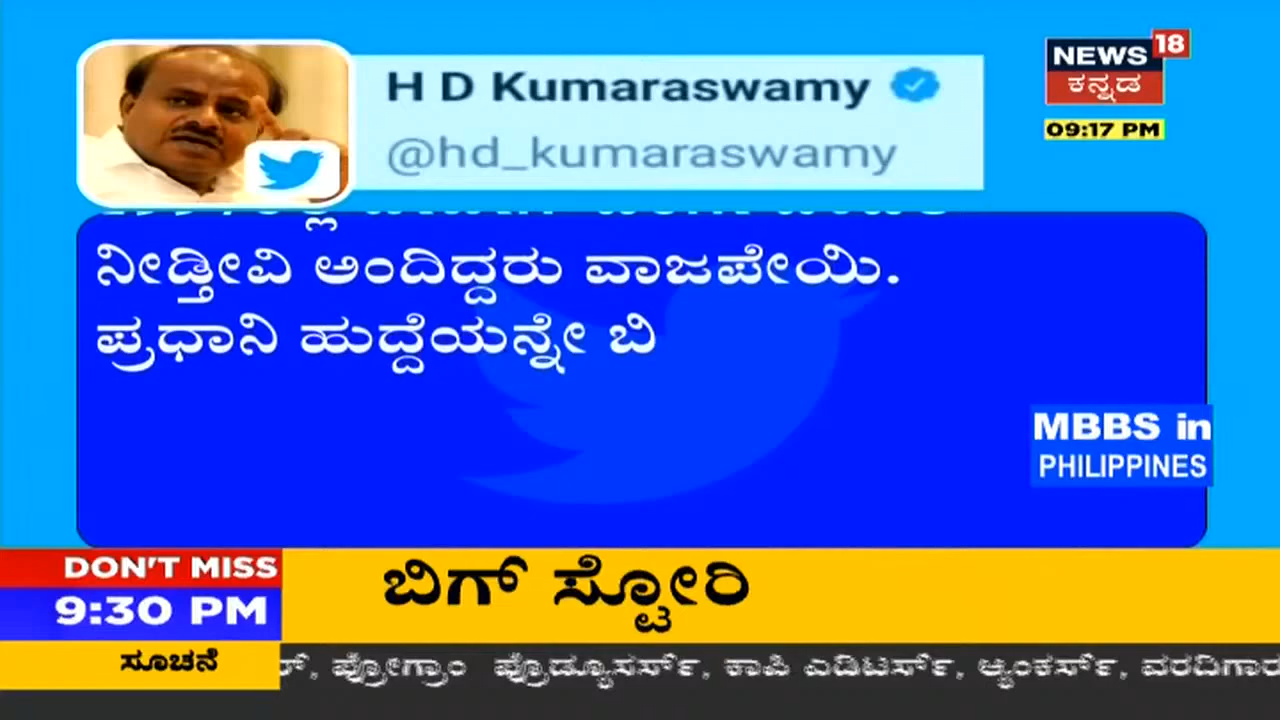 H D Kumaraswamy
@hd_kumaraswamy
NEWS 18
ಕನ್ನಡ
09:17 PM
ನೀಡ್ತೀವಿ ಅಂದಿದ್ದರು ವಾಜಪೇಯಿ.
ಪ್ರಧಾನಿ ಹುದ್ದೆಯನ್ನೇ ಬಿ
MBBS in
PHILIPPINES
DON'T MISS
9:30 PM
ಬಿಗ್ ಸ್ಟೋರಿ
ಸೂಚನೆ
ಪ್ರೋಗ್ರಾಂ ಪ್ರೊಡ್ಯೂಸರ್ಸ್, ಕಾಪಿ ಎಡಿಟರ್ಸ್, ಆ್ಯಂಕರ್ಸ್, ವರದಿಗಾರ